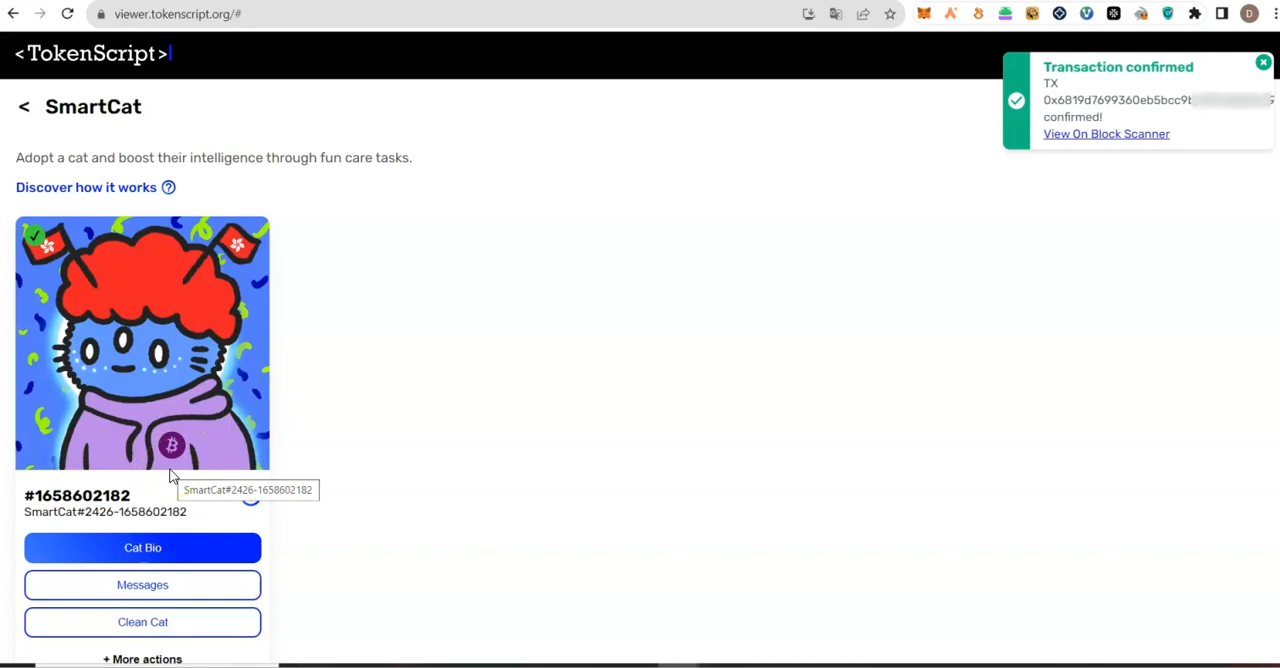 viewer.tokenscript.org/#
D
<TokenScript>
Transaction confirmed
TX
confirmed!
View On Block Scanner
< SmartCat
Adopt a cat and boost their intelligence through fun care tasks.
Discover how it works ?
#1658602182
SmartCat#2426-1658602182
SmartCat#2426-1658602182
Cat Bio
Messages
Clean Cat
+ More actions